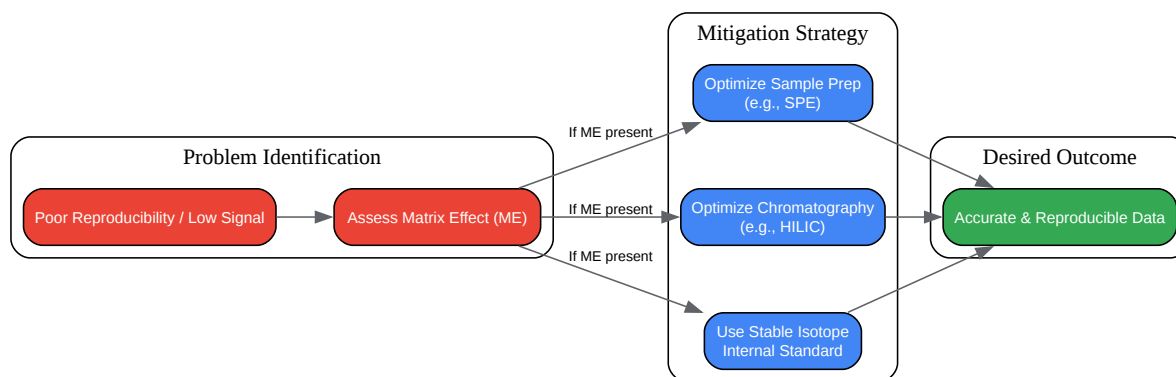 Problem Identification
Poor Reproducibility / Low Signal
Assess Matrix Effect (ME)
If ME present
If ME present
If ME present
Mitigation Strategy
Optimize Sample Prep
(e.g., SPE)
Optimize Chromatography
(e.g., HILIC)
Use Stable Isotope
Internal Standard
Desired Outcome
Accurate & Reproducible Data